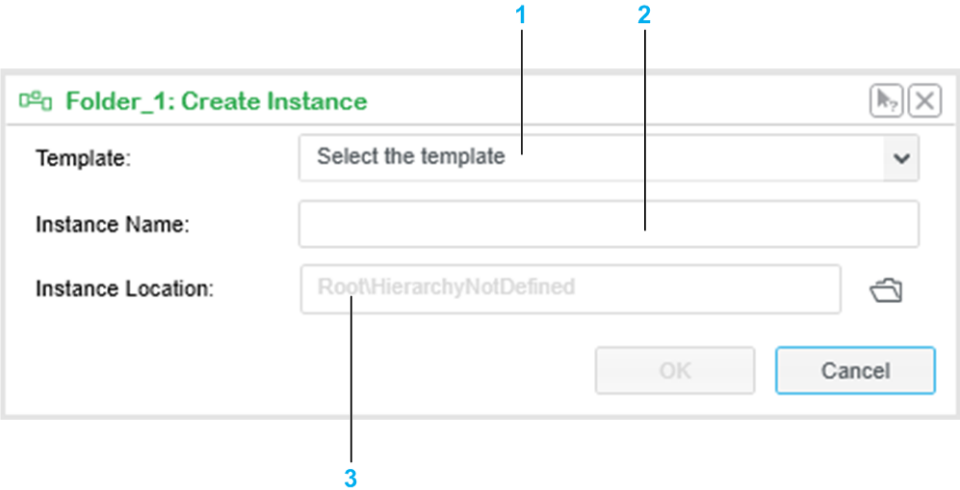 1 2
Folder_1: Create Instance
Template: Select the template
Instance Name:
Instance Location: Root\HierarchyNotDefined
OK Cancel
3